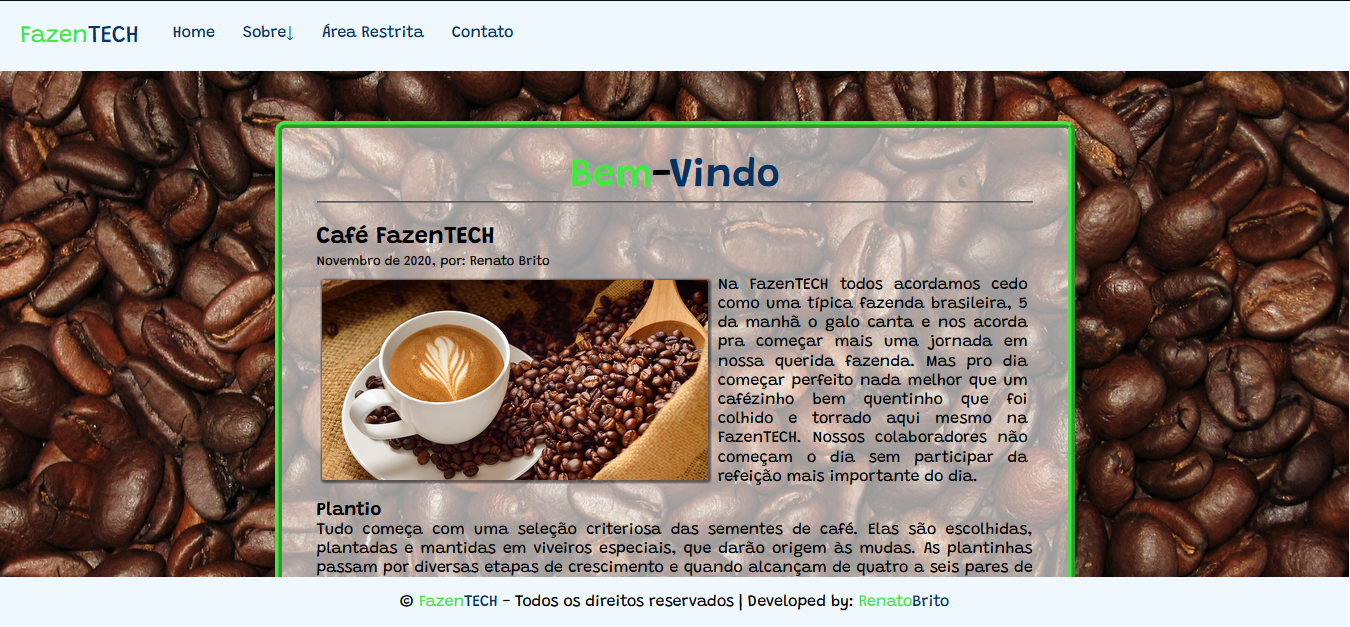 FazenTECH Home Sobre↓ Área Restrita Contato
Bem-Vindo
Café FazenTECH
Novembro de 2020, por: Renato Brito
Na FazenTECH todos acordamos cedo
como uma típica fazenda brasileira, 5
da manhã o galo canta e nos acorda
pra começar mais uma jornada em
nossa querida fazenda. Mas pro dia
começar perfeito nada melhor que um
cafézinho bem quentinho que foi
colhido e torrado aqui mesmo na
FazenTECH. Nossos colaboradores não
começam o dia sem participar da
refeição mais importante do dia.
Plantio
Tudo começa com uma seleção criteriosa das sementes de café. Elas são escolhidas,
plantadas e mantidas em viveiros especiais, que darão origem às mudas. As plantinhas
passam por diversas etapas de crescimento e quando alcançam de quatro a seis pares de
© FazenTECH - Todos os direitos reservados | Developed by: RenatoBrito